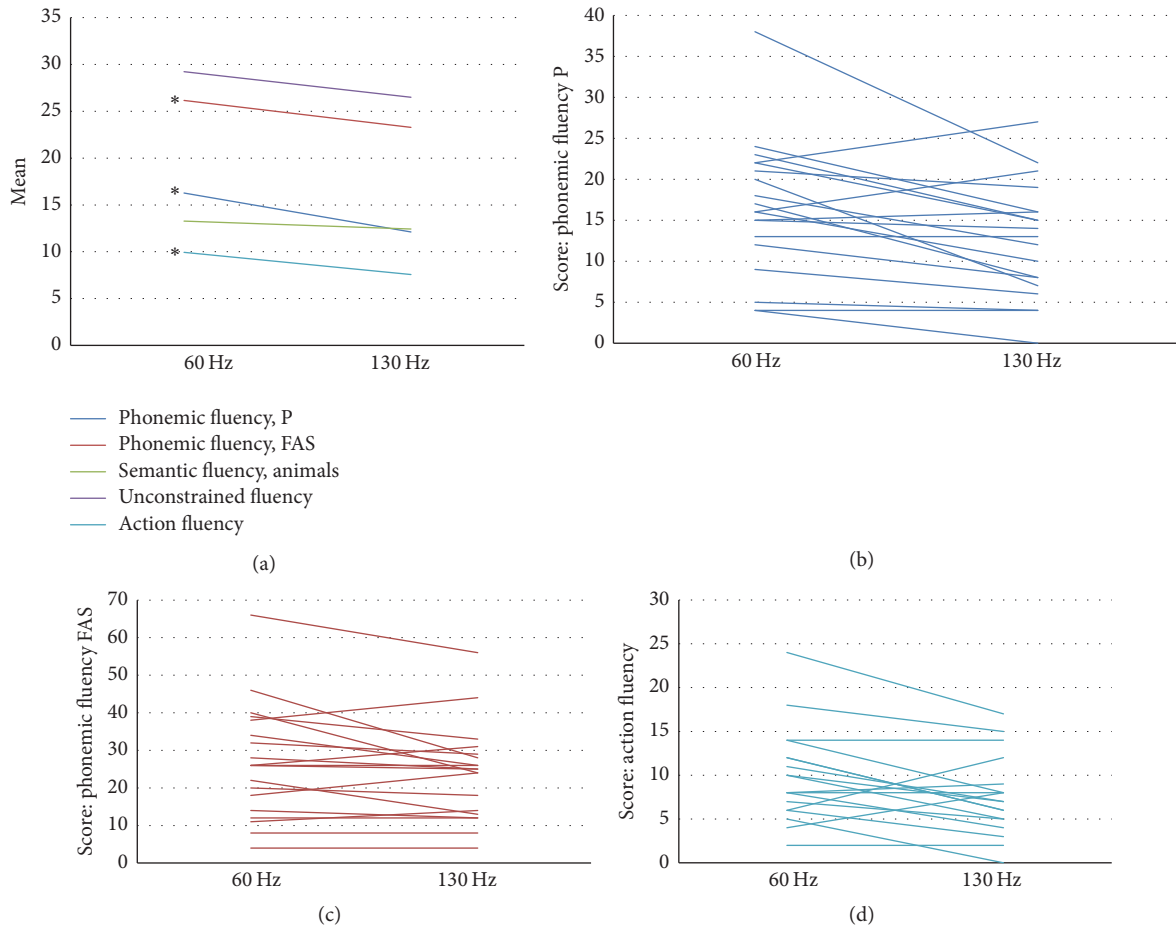 35
30
25
20
15
10
5
0
Mean
*
*
*
60 Hz
130 Hz
Phonemic fluency, P
Phonemic fluency, FAS
Semantic fluency, animals
Unconstrained fluency
Action fluency
(a)
40
35
30
25
20
15
10
5
0
Score: phonemic fluency P
60 Hz
130 Hz
(b)
70
60
50
40
30
20
10
0
Score: phonemic fluency FAS
60 Hz
130 Hz
(c)
30
25
20
15
10
5
0
Score: action fluency
60 Hz
130 Hz
(d)